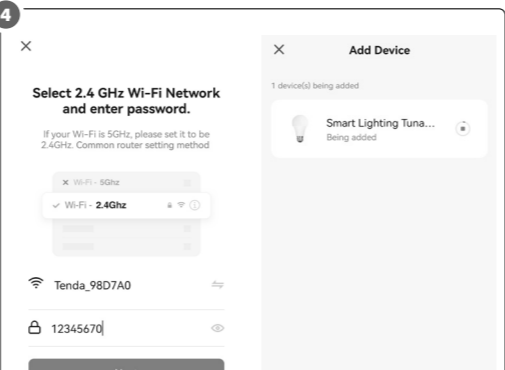 4
Select 2.4 GHz Wi-Fi Network
and enter password.
If your Wi-Fi is 5GHz, please set it to be
2.4GHz. Common router setting method
Wi-Fi - 5Ghz
Wi-Fi - 2.4Ghz
Tenda_98D7A0
12345670
Add Device
1 device(s) being added
Smart Lighting Tuna...
Being added